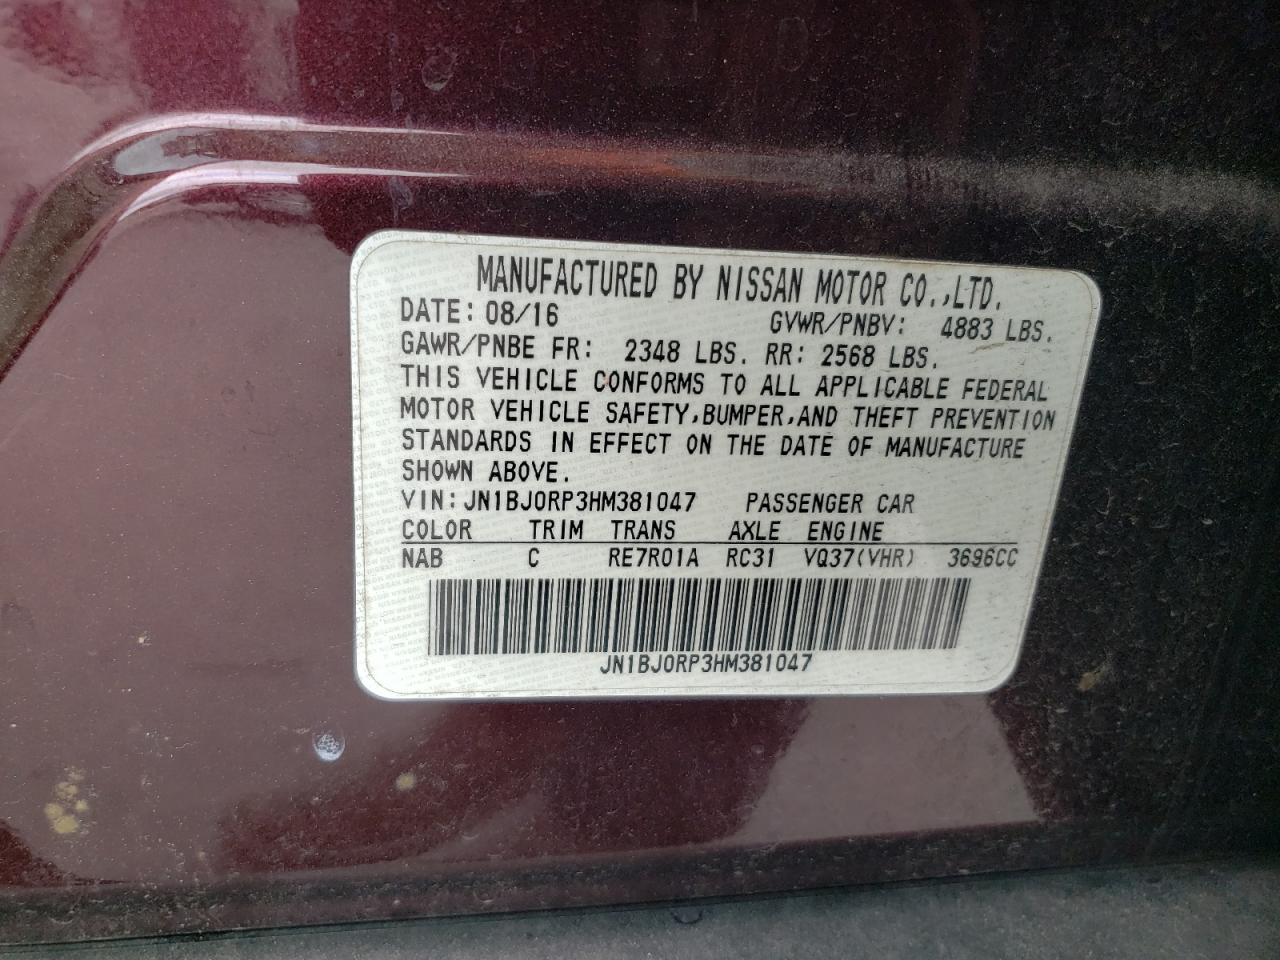 MANUFACTURED BY NISSAN MOTOR CO.,LTD.
DATE: 08/16 GVWR/PNBV: 4883 LBS.
GAWR/PNBE FR: 2348 LBS. RR: 2568 LBS.
THIS VEHICLE CONFORMS TO ALL APPLICABLE FEDERAL
MOTOR VEHICLE SAFETY,BUMPER,AND THEFT PREVENTION
STANDARDS IN EFFECT ON THE DATE OF MANUFACTURE
SHOWN ABOVE.
VIN:JN1BJ0RP3HM381047 PASSENGER CAR
COLOR TRIM TRANS AXLE ENGINE
NAB C RE7R01A RC31 VQ37(VHR) 3696CC
JN1BJ0RP3HM381047